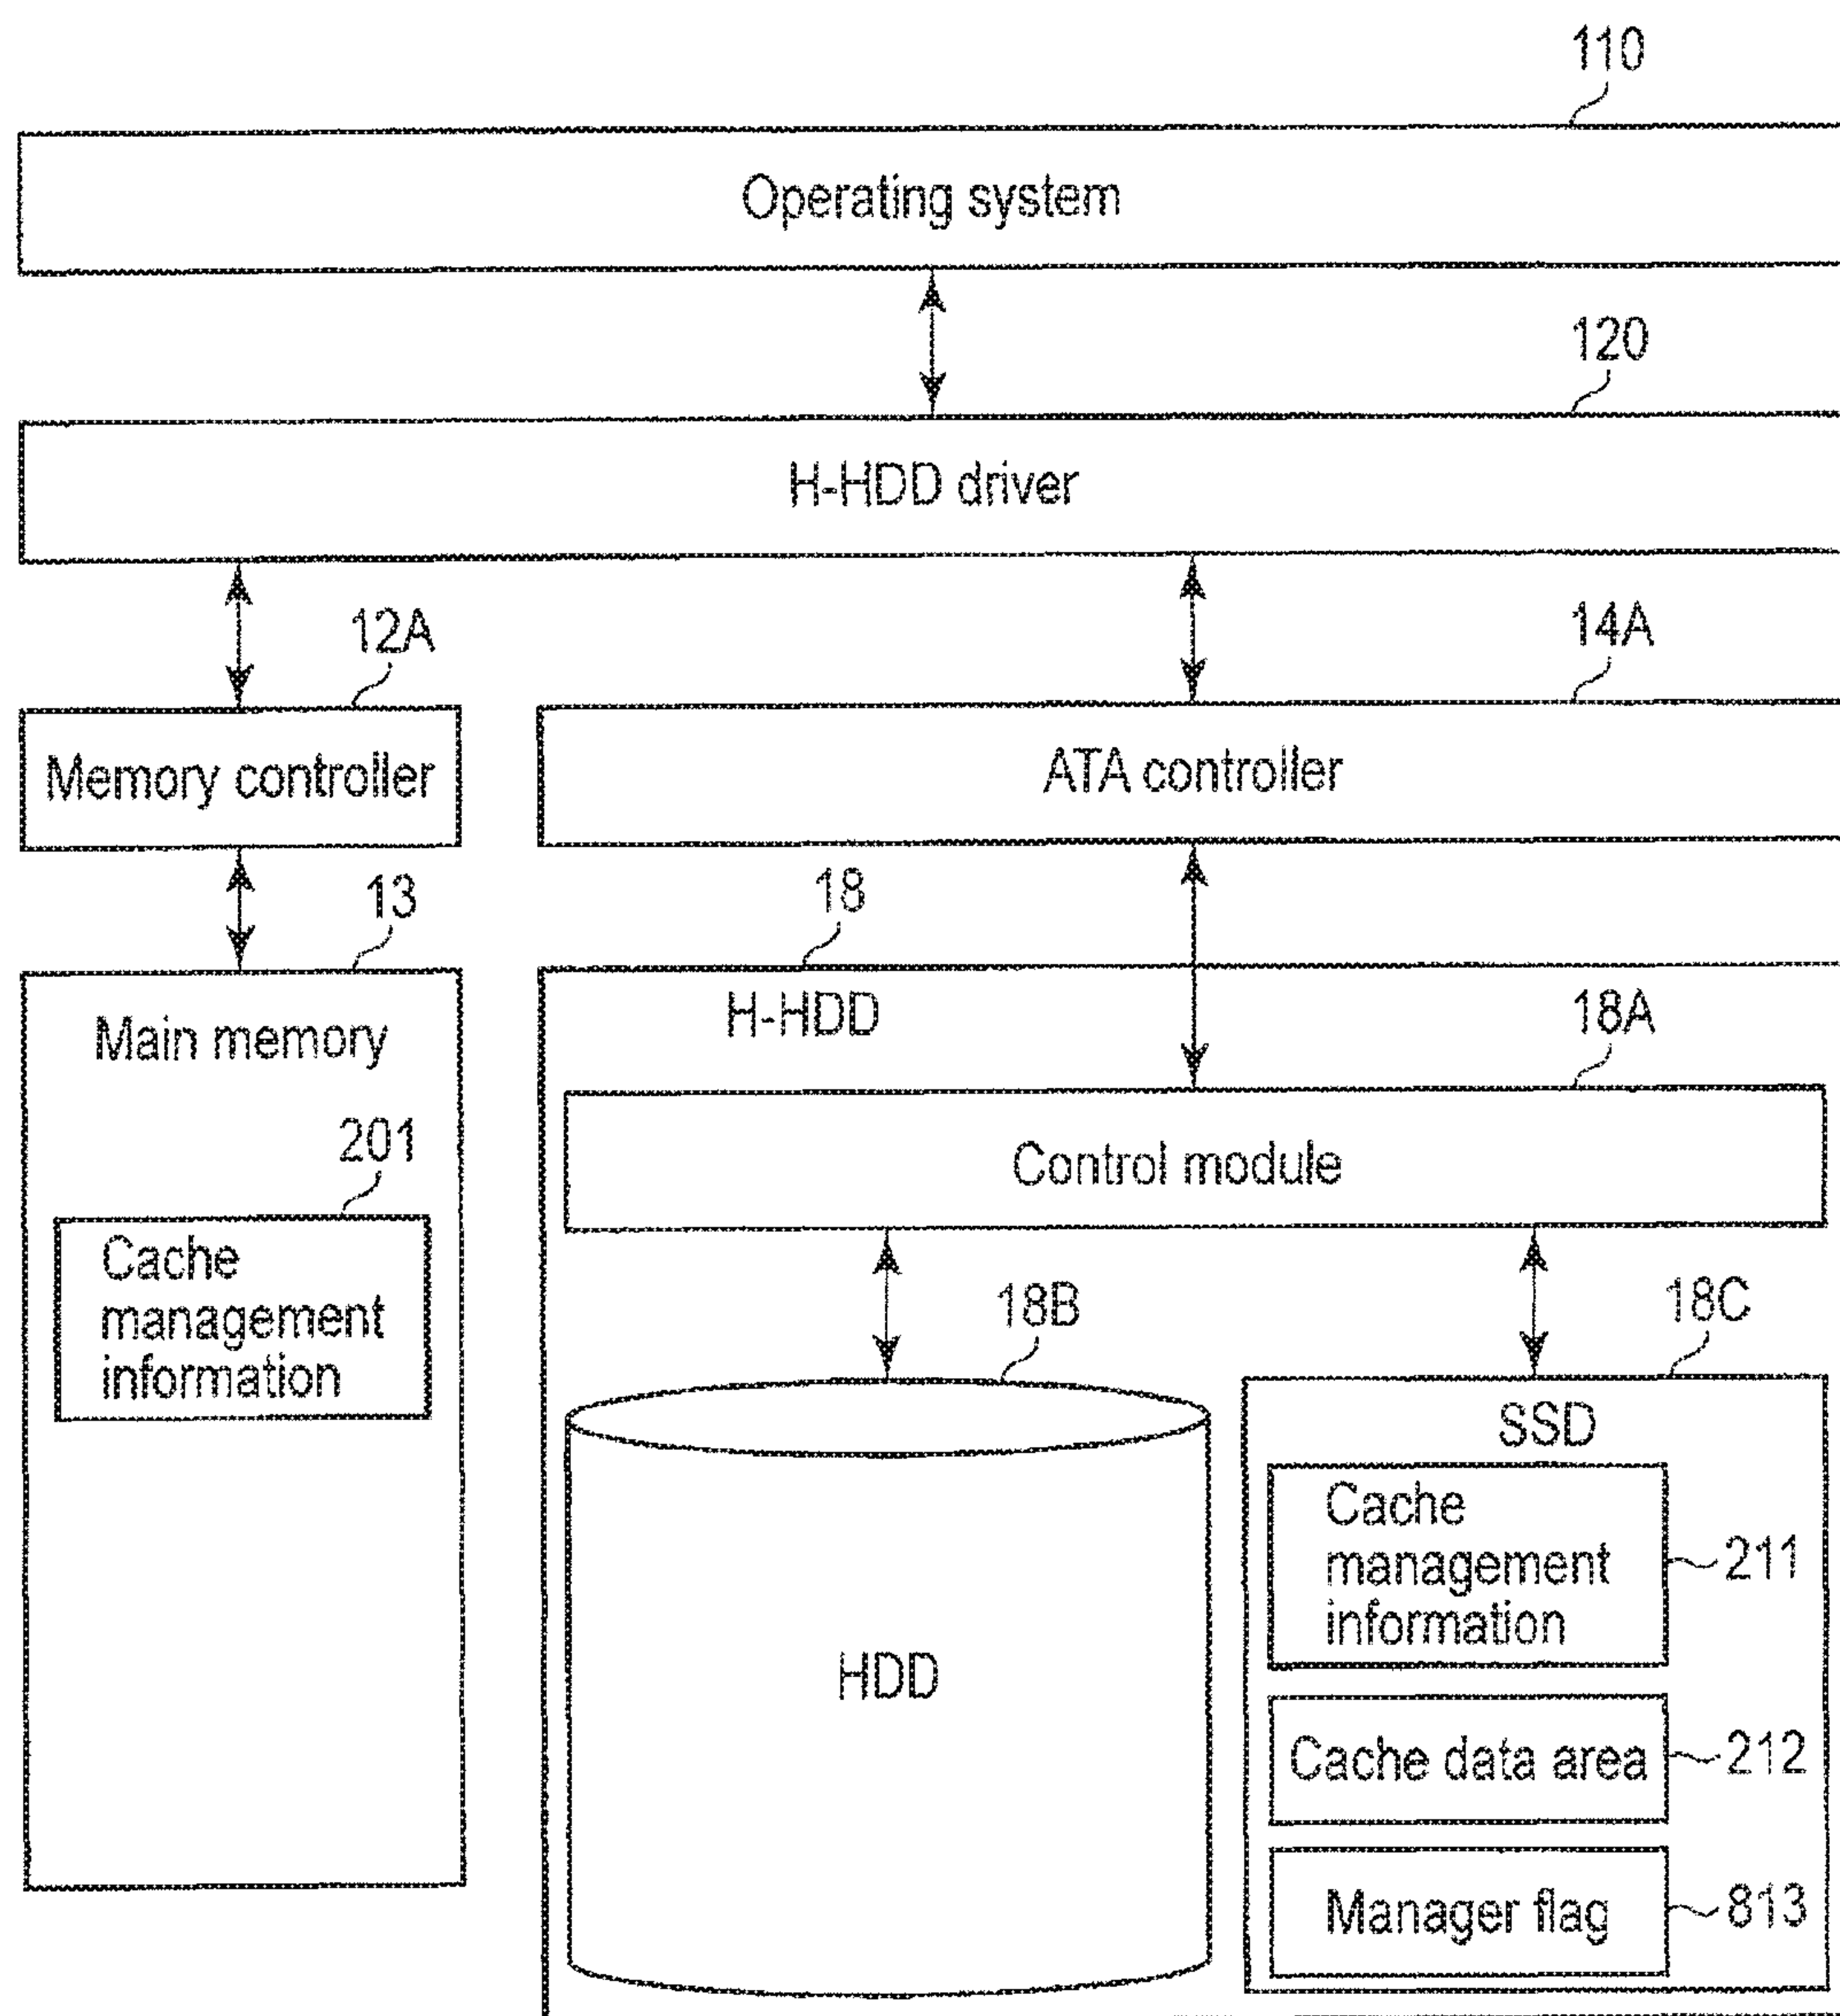 110
Operating system
120
H-HDD driver
12A
14A
Memory controller
ATA controller
13
18
Main memory
H-HDD
18A
201
Control module
Cache
management
information
18B
18C
HDD
SSD
Cache
management
information
211
Cache data area
212
Manager flag
813